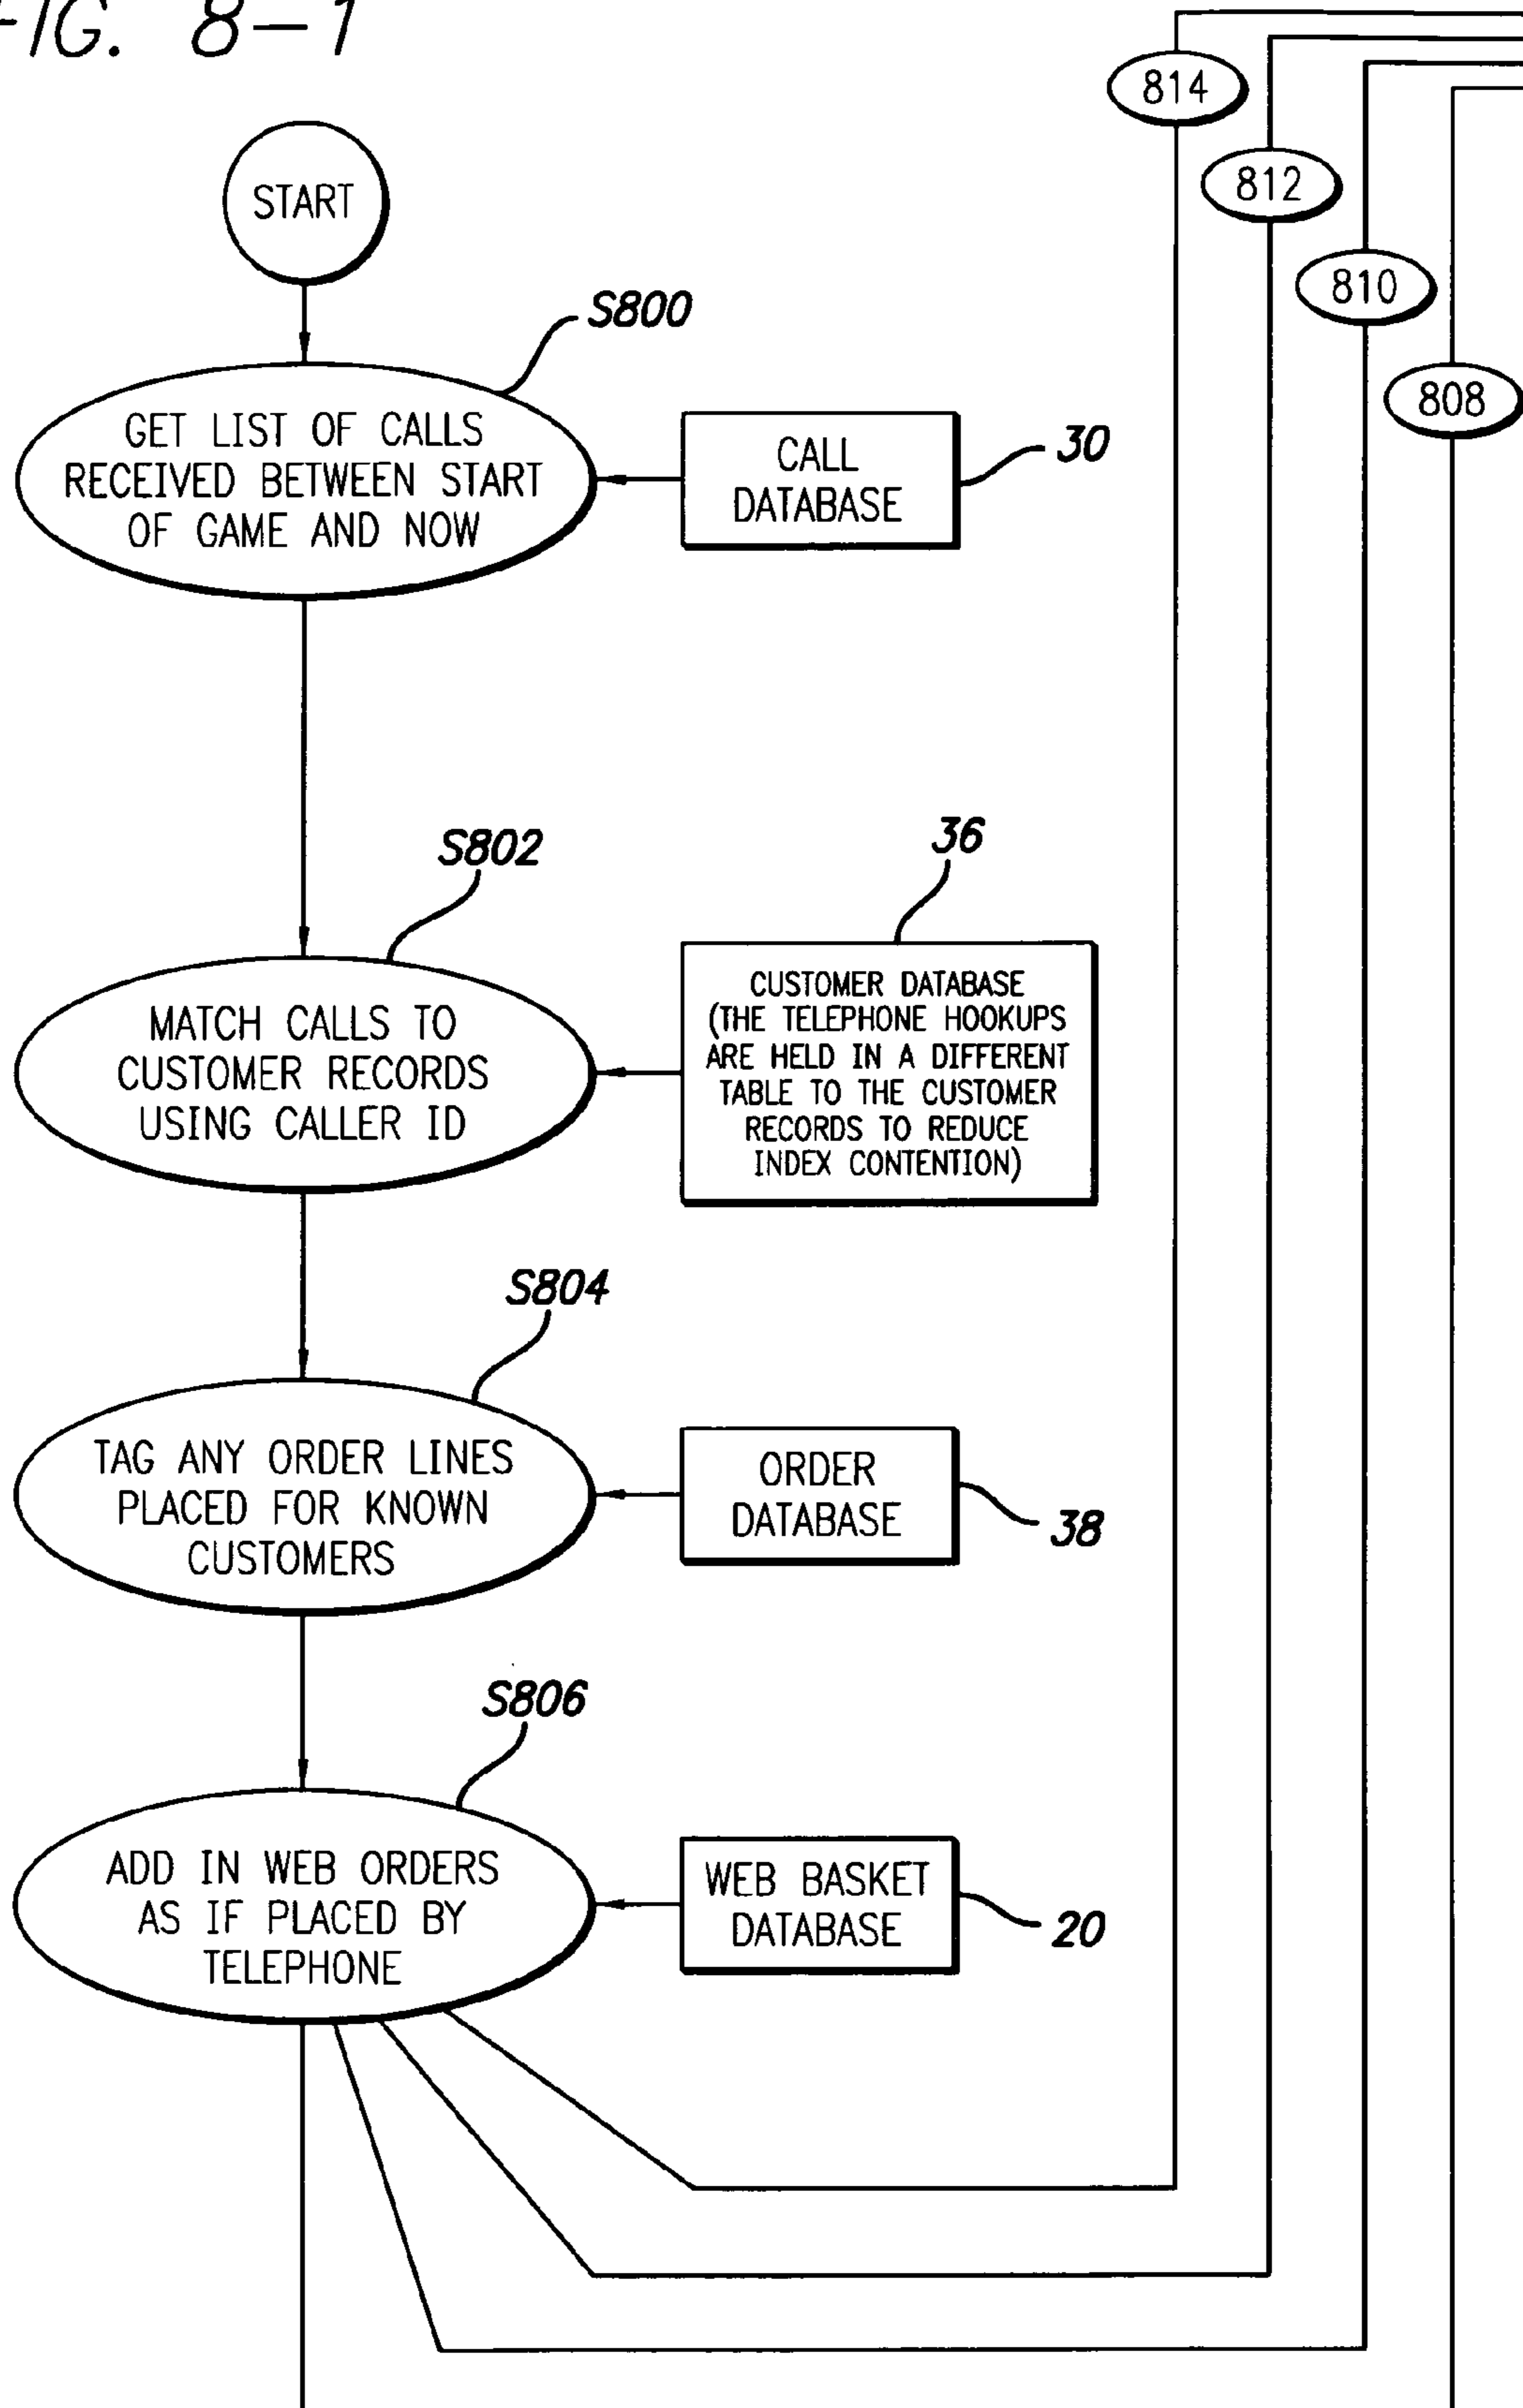 FIG. 8-1
814
812
START
810
S800
808
GET LIST OF CALLS
RECEIVED BETWEEN START
OF GAME AND NOW
CALL
DATABASE
30
S802
36
MATCH CALLS TO
CUSTOMER RECORDS
USING CALLER ID
CUSTOMER DATABASE
(THE TELEPHONE HOOKUPS
ARE HELD IN A DIFFERENT
TABLE TO THE CUSTOMER
RECORDS TO REDUCE
INDEX CONTENTION)
S804
TAG ANY ORDER LINES
PLACED FOR KNOWN
CUSTOMERS
ORDER
DATABASE
38
S806
ADD IN WEB ORDERS
AS IF PLACED BY
TELEPHONE
WEB BASKET
DATABASE
20